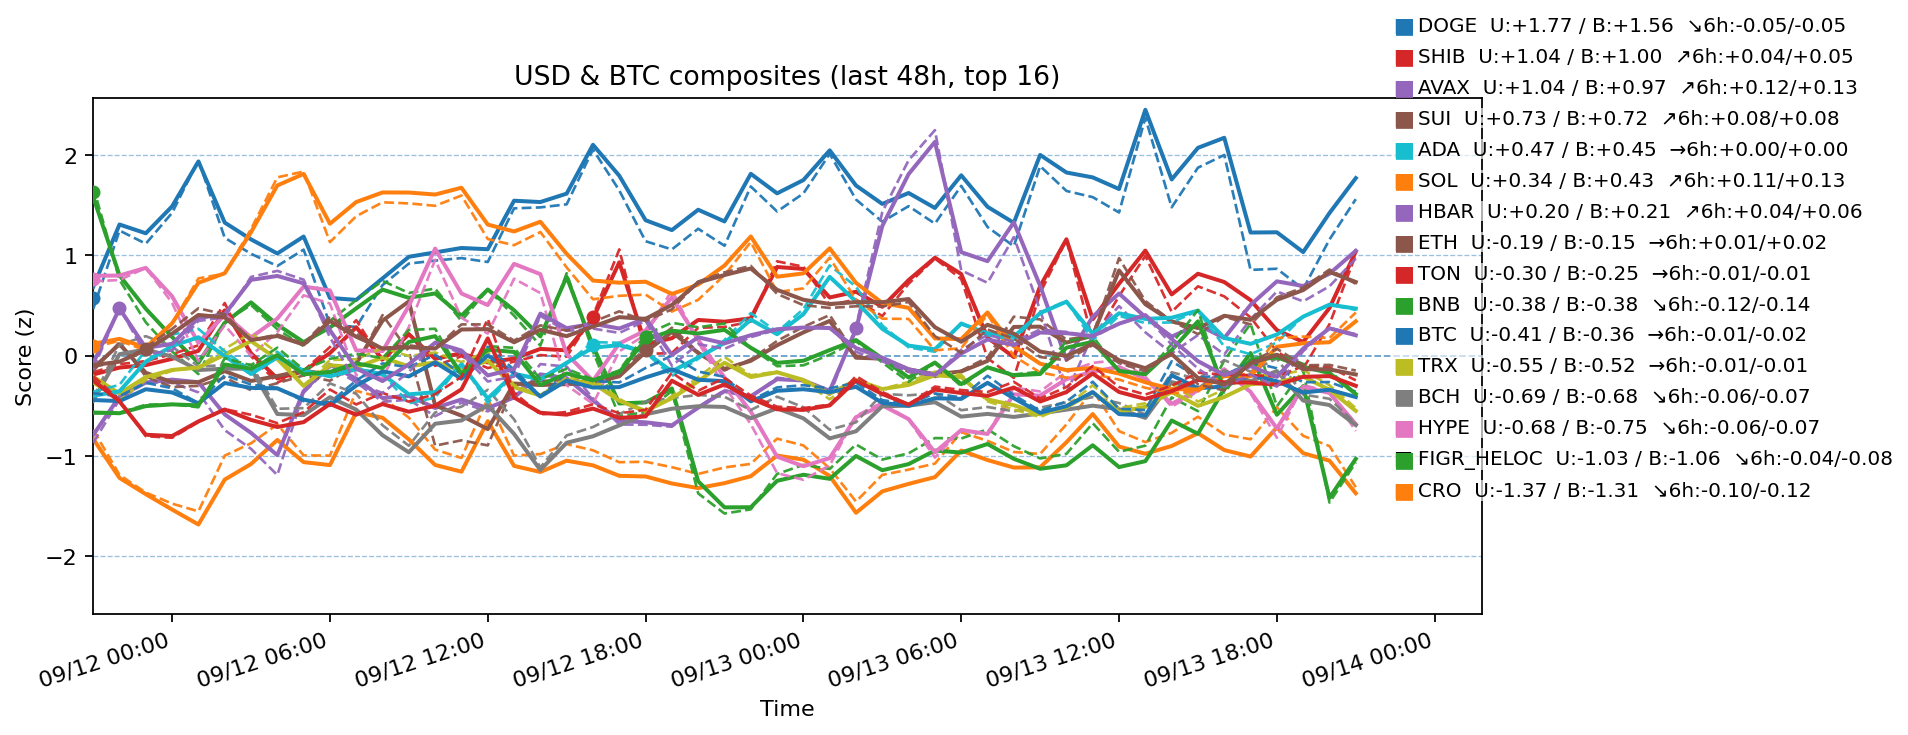 USD & BTC composites (last 48h, top 16)
DOGE U:+1.77 / B:+1.56 ↘6h:-0.05/-0.05
SHIB U:+1.04 / B:+1.00 ↗6h:+0.04/+0.05
AVAX U:+1.04 / B:+0.97 ↗6h:+0.12/+0.13
SUI U:+0.73 / B:+0.72 ↗6h:+0.08/+0.08
ADA U:+0.47 / B:+0.45 →6h:+0.00/+0.00
SOL U:+0.34 / B:+0.43 ↗6h:+0.11/+0.13
HBAR U:+0.20 / B:+0.21 ↗6h:+0.04/+0.06
ETH U:-0.19 / B:-0.15 →6h:+0.01/+0.02
TON U:-0.30 / B:-0.25 →6h:-0.01/-0.01
BNB U:-0.38 / B:-0.38 ↘6h:-0.12/-0.14
BTC U:-0.41 / B:-0.36 →6h:-0.01/-0.02
TRX U:-0.55 / B:-0.52 →6h:-0.01/-0.01
BCH U:-0.69 / B:-0.68 ↘6h:-0.06/-0.07
HYPE U:-0.68 / B:-0.75 ↘6h:-0.06/-0.07
FIGR_HELOC U:-1.03 / B:-1.06 ↘6h:-0.04/-0.08
CRO U:-1.37 / B:-1.31 ↘6h:-0.10/-0.12
Score (z)
2
1
0
−1
−2
09/12 00:00
09/12 06:00
09/12 12:00
09/12 18:00
09/13 00:00
09/13 06:00
09/13 12:00
09/13 18:00
09/14 00:00
Time